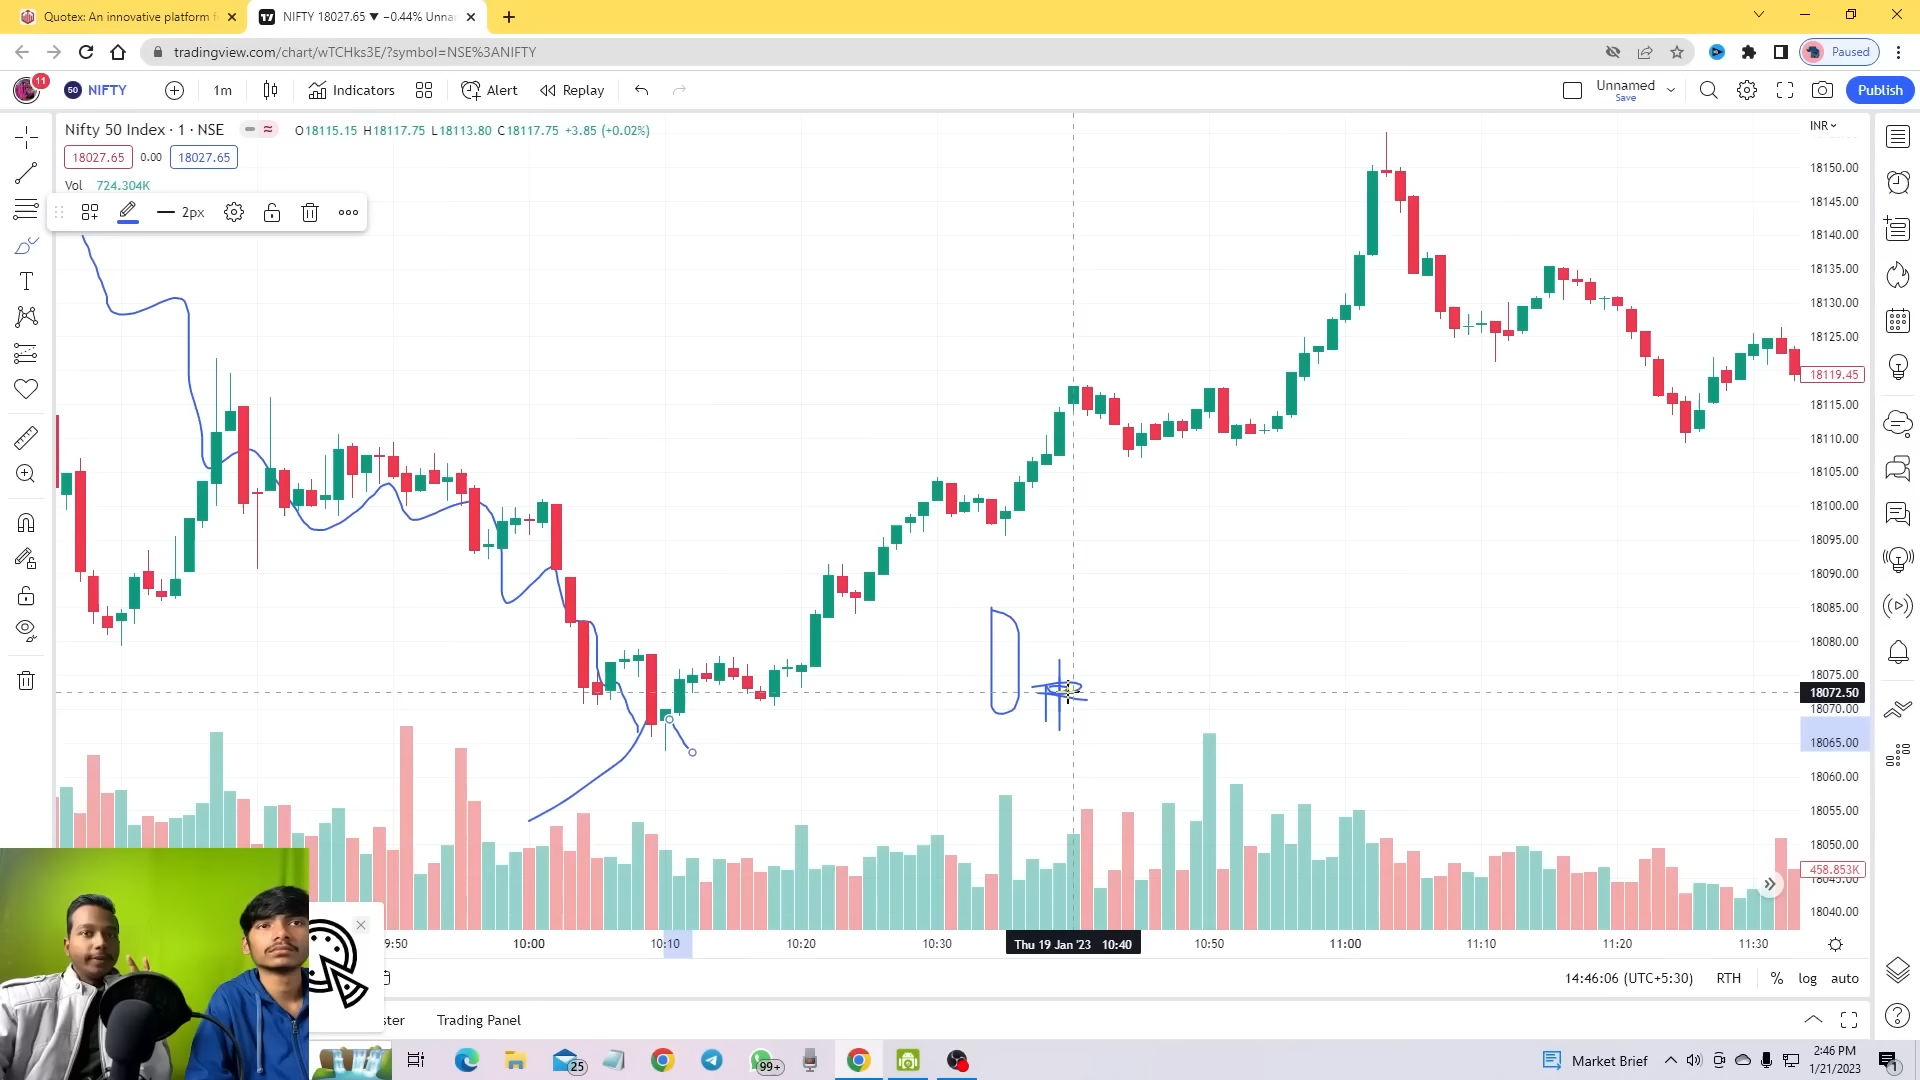 Quotex: An innovative platform f
NIFTY 18027.65 ▼ −0.44% Unna
tradingview.com/chart/wTCHks3E/?symbol=NSE%3ANIFTY
Paused
11
50 NIFTY
1m
Indicators
Alert
Replay
Unnamed
Save
Publish
Nifty 50 Index · 1 · NSE
O18115.15 H18117.75 L18113.80 C18117.75 +3.85 (+0.02%)
INR
18027.65 0.00 18027.65
Vol 724.304K
2px
18150.00
18145.00
18140.00
18135.00
18130.00
18125.00
18119.45
18115.00
18110.00
18105.00
18100.00
18095.00
18090.00
18085.00
18080.00
18075.00
18072.50
18070.00
18065.00
18060.00
18055.00
18050.00
458.853K
18045.00
18040.00
9:50 10:00 10:10 10:20 10:30 Thu 19 Jan '23 10:40 10:50 11:00 11:10 11:20 11:30
14:46:06 (UTC+5:30) RTH % log auto
ster Trading Panel
25
99+
Market Brief
2:46 PM
1/21/2023
1